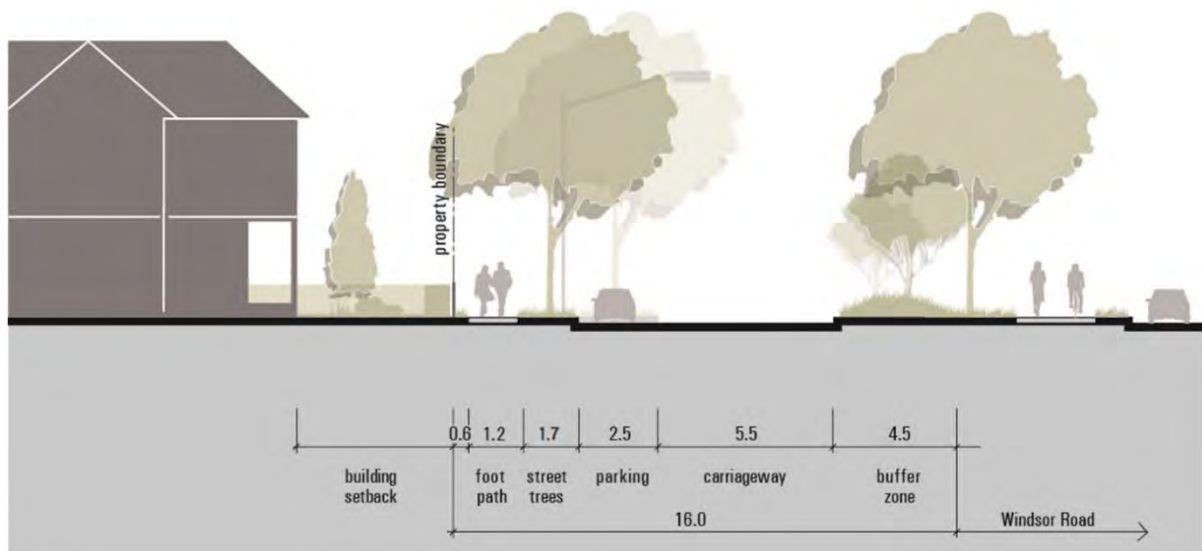 property boundary
0.6 1.2 1.7 2.5 5.5 4.5
building setback
foot path
street trees
parking
carriageway
buffer zone
16.0
Windsor Road